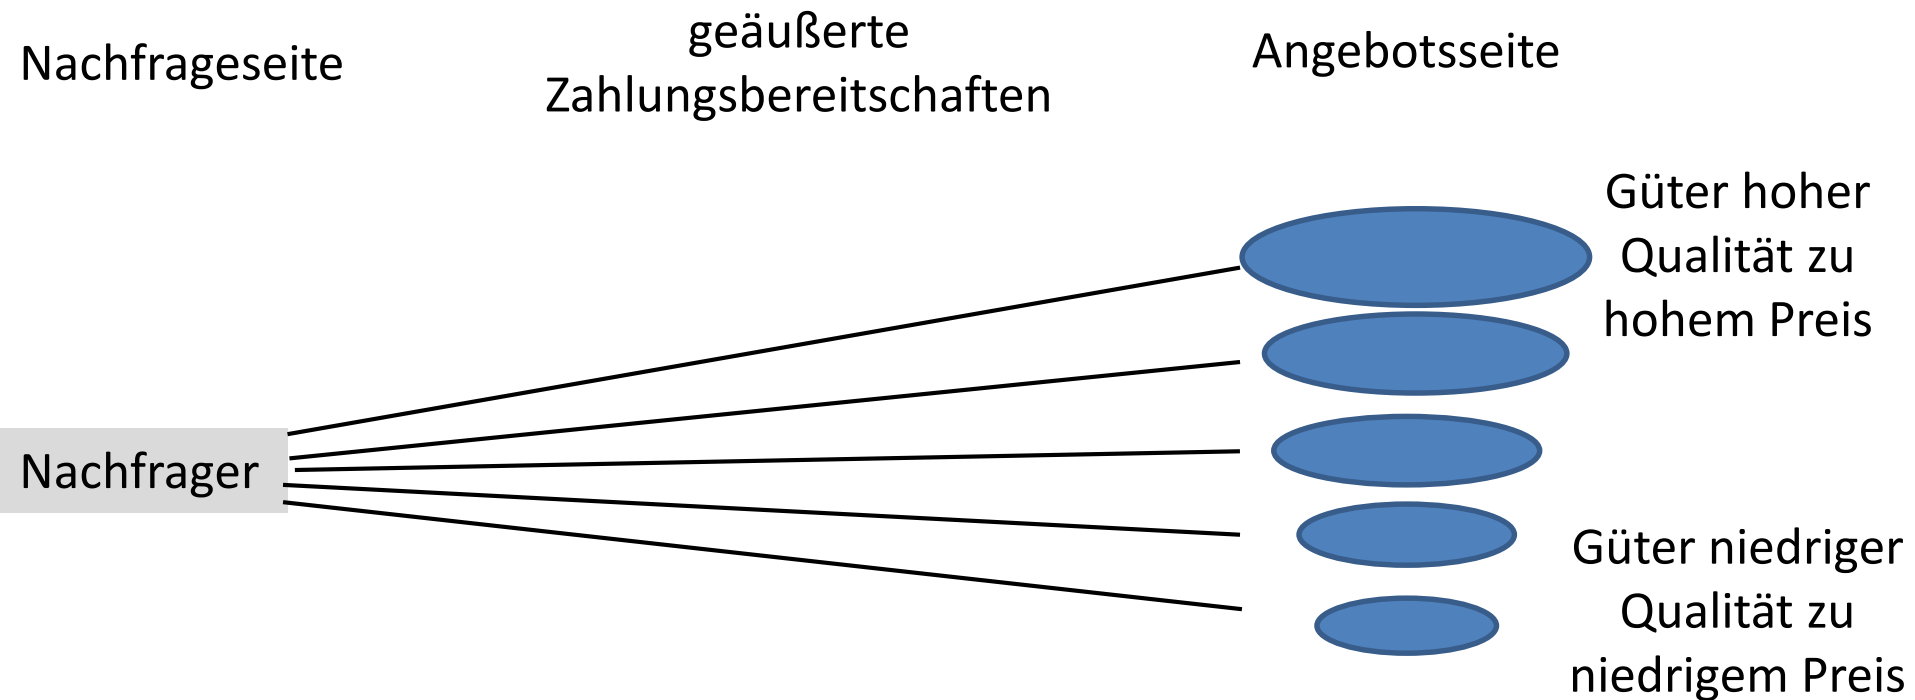 Nachfrageseite
geäußerte
Zahlungsbereitschaften
Angebotsseite
Güter hoher
Qualität zu
hohem Preis
Nachfrager
Güter niedriger
Qualität zu
niedrigem Preis